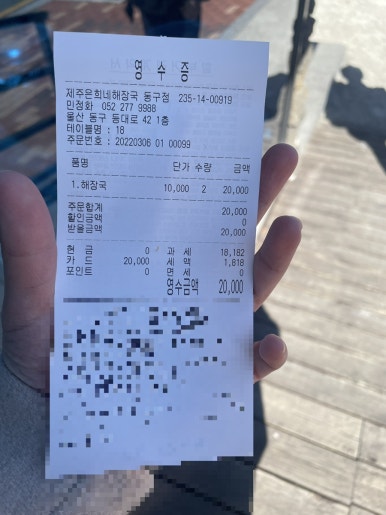 영 수 증
제주은희네해장국 동구점 235-14-00919
민정화 052 277 9988
울산 동구 등대로 42 1층
테이블명 : 18
주문번호 : 20220306 01 00099
품명 단가 수량 금액
1.해장국 10,000 2 20,000
주문합계 20,000
할인금액 0
받을금액 20,000
현 금 0 과 세 18,182
카 드 20,000 세 액 1,818
포인트 0 면 세 0
영수금액 20,000